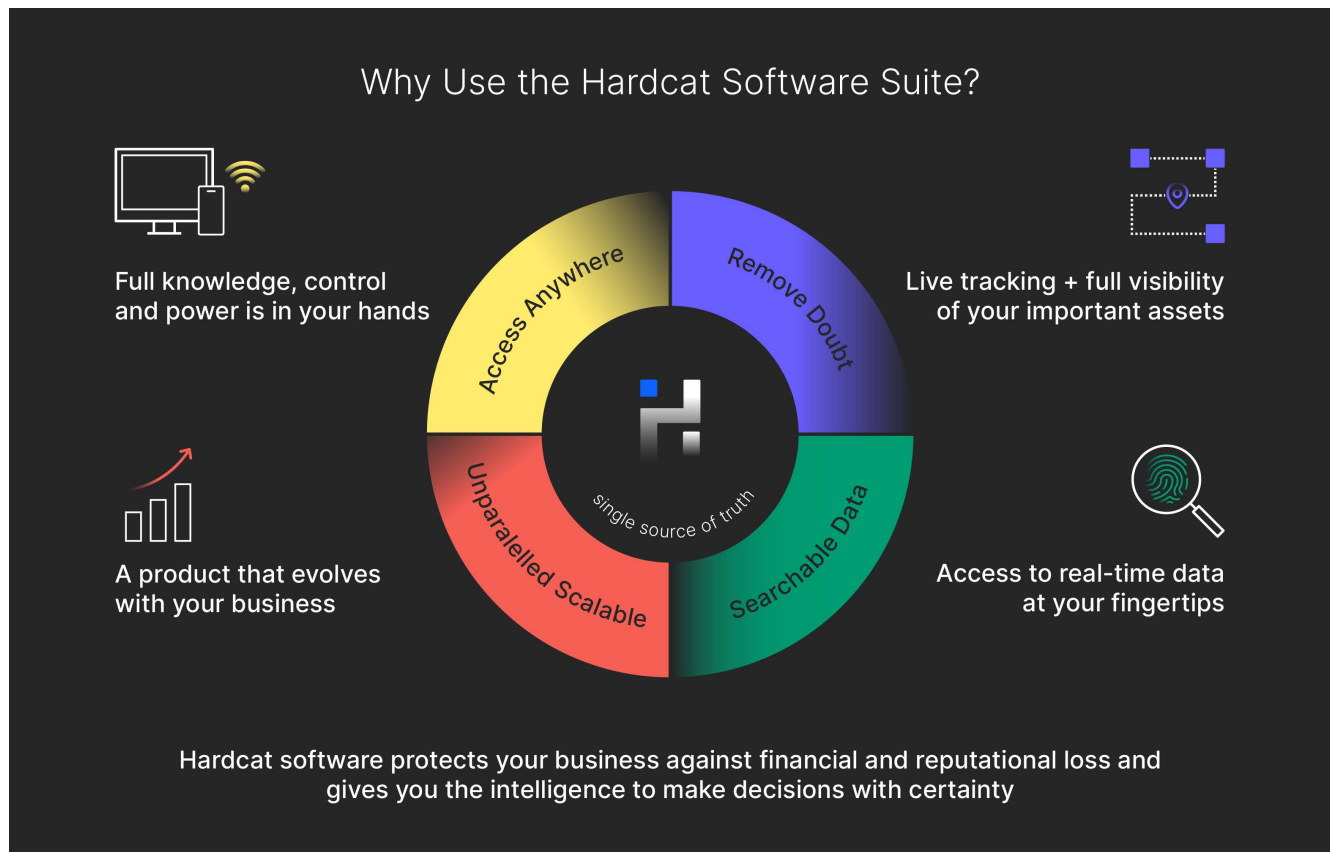 Why Use the Hardcat Software Suite?
Full knowledge, control
and power is in your hands
Access Anywhere
Remove Doubt
Live tracking + full visibility
of your important assets
A product that evolves
with your business
Unparalelled Scalable
single source of truth
Searchable Data
Access to real-time data
at your fingertips
Hardcat software protects your business against financial and reputational loss and
gives you the intelligence to make decisions with certainty